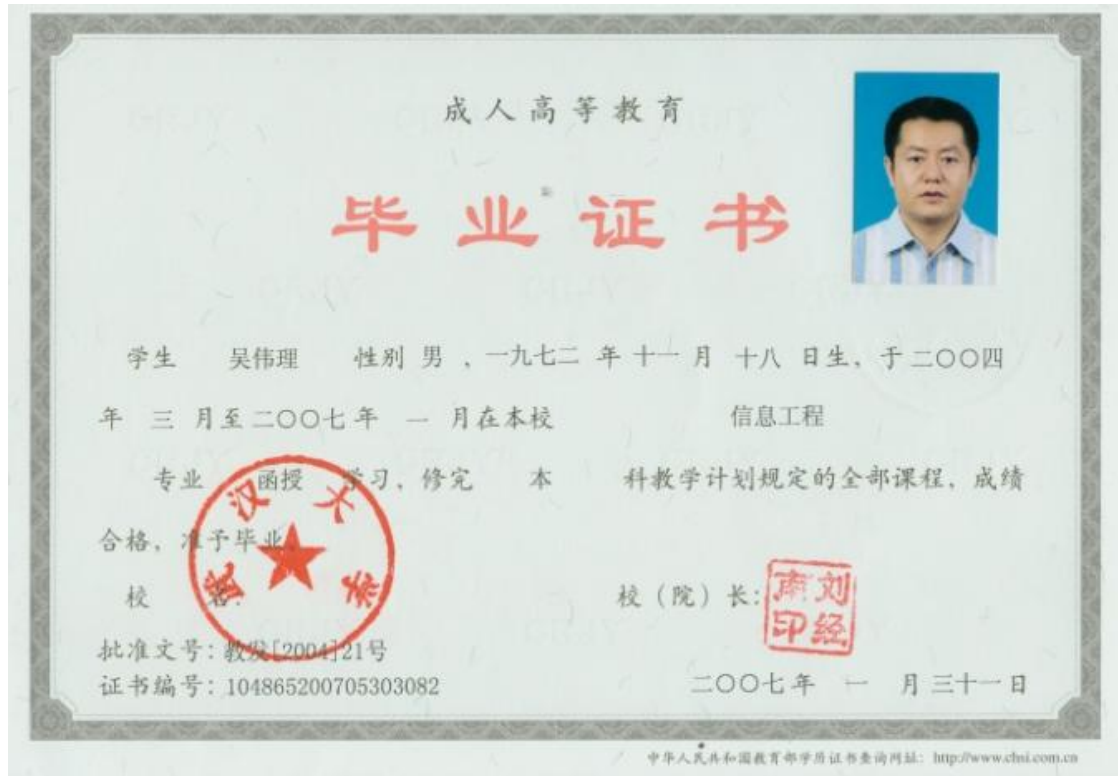 成人高等教育
毕业证书
学生 吴伟理 性别 男 ，一九七二 年 十一 月 十八 日生，于二〇〇四
年 三 月至二〇〇七年 一 月在本校 信息工程
专业 函授 学习，修完 本 科教学计划规定的全部课程，成绩
合格，准予毕业。
校 名： 校（院）长：
武汉大学
刘经南印
批准文号：教发[2004]21号
证书编号：104865200705303082 二〇〇七年 一 月三十一日
中华人民共和国教育部学历证书查询网址：http://www.chsi.com.cn